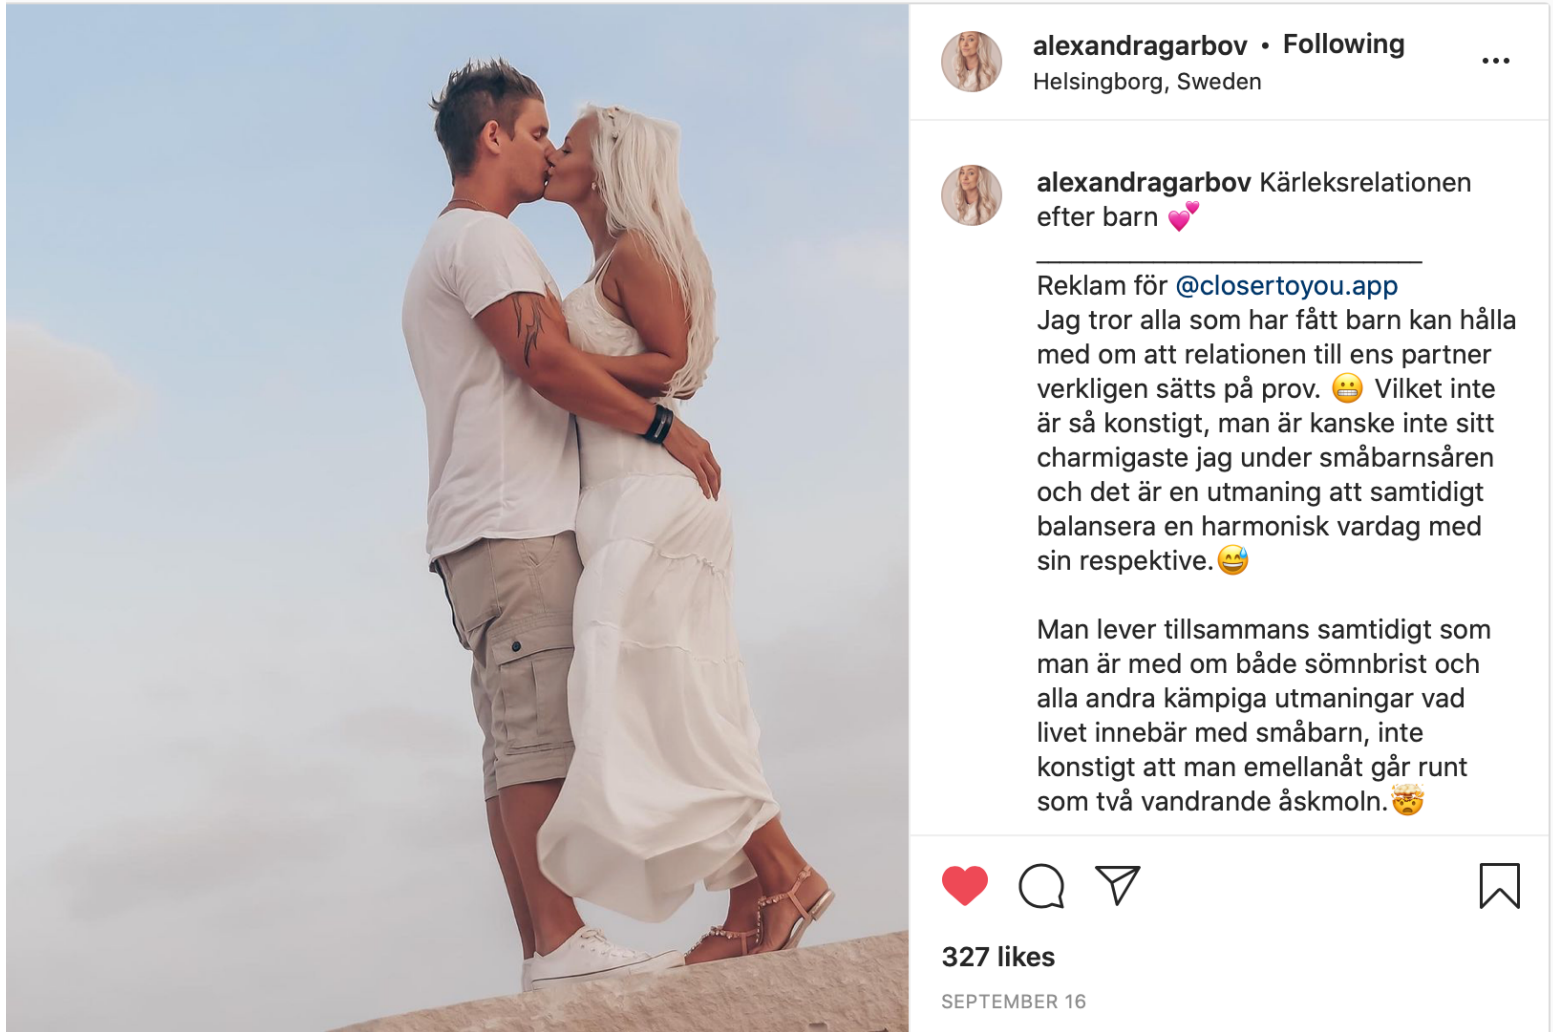 alexandragarbov • Following
Helsingborg, Sweden
alexandragarbov Kärleksrelationen
efter barn 💕
______________________________
Reklam för @closertoyou.app
Jag tror alla som har fått barn kan hålla
med om att relationen till ens partner
verkligen sätts på prov. 😬 Vilket inte
är så konstigt, man är kanske inte sitt
charmigaste jag under småbarnsåren
och det är en utmaning att samtidigt
balansera en harmonisk vardag med
sin respektive.😅
Man lever tillsammans samtidigt som
man är med om både sömnbrist och
alla andra kämpiga utmaningar vad
livet innebär med småbarn, inte
konstigt att man emellanåt går runt
som två vandrande åskmoln.🤯
327 likes
SEPTEMBER 16